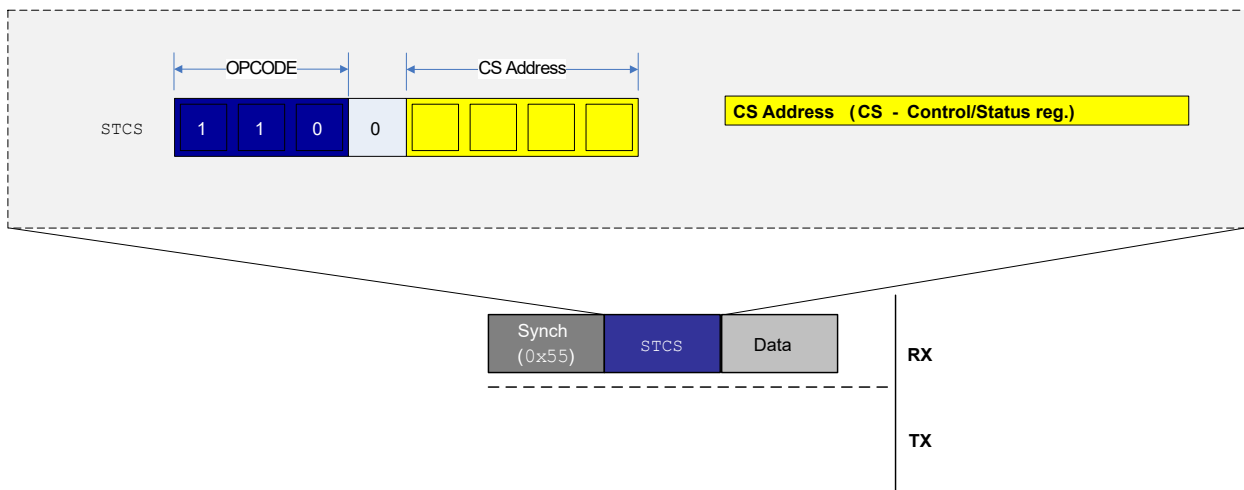 OPCODE CS Address
STCS 1 1 0 0
CS Address (CS - Control/Status reg.)
Synch
(0x55)
STCS
Data
RX
TX